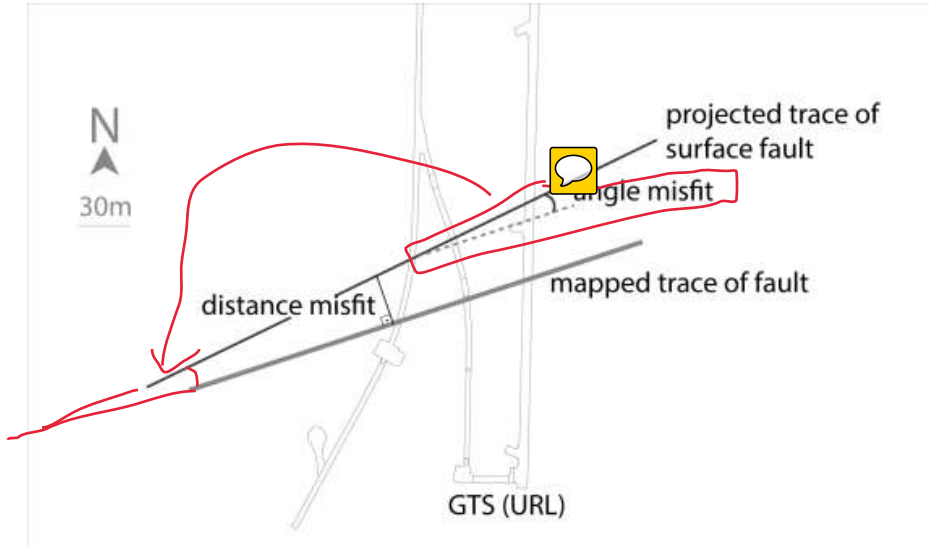 N
30m
projected trace of
surface fault
angle misfit
mapped trace of fault
distance misfit
GTS (URL)